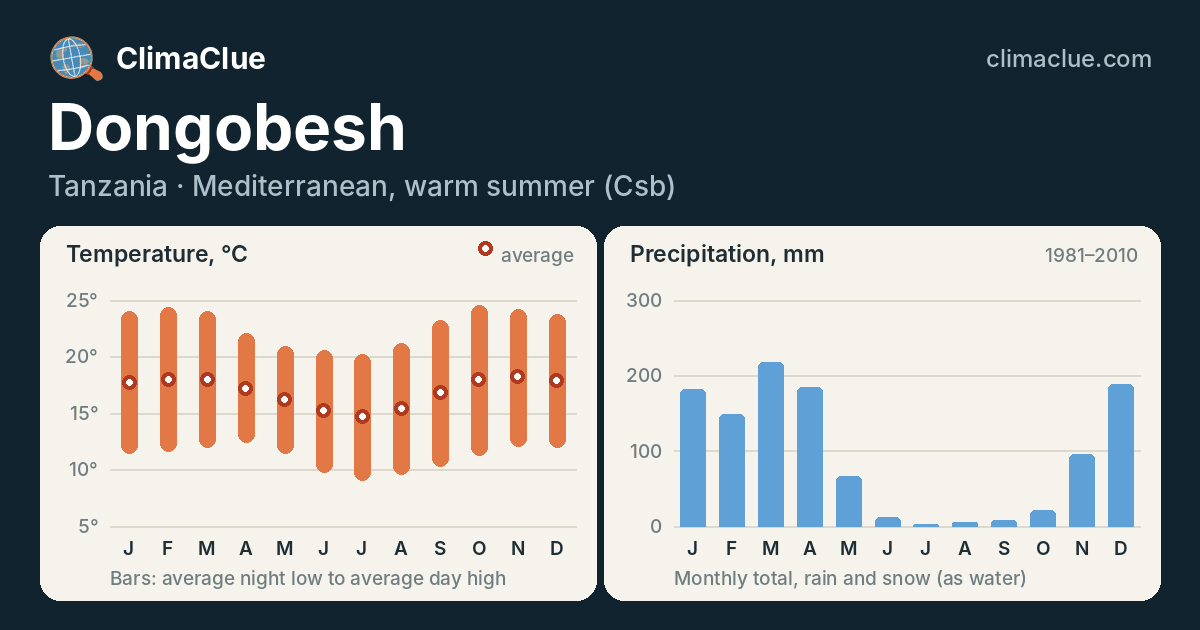 ClimaClue
climaclue.com
Dongobesh
Tanzania · Mediterranean, warm summer (Csb)
Temperature, °C
average
25°
20°
15°
10°
5°
J F M A M J J A S O N D
Bars: average night low to average day high
Precipitation, mm
1981–2010
300
200
100
0
J F M A M J J A S O N D
Monthly total, rain and snow (as water)